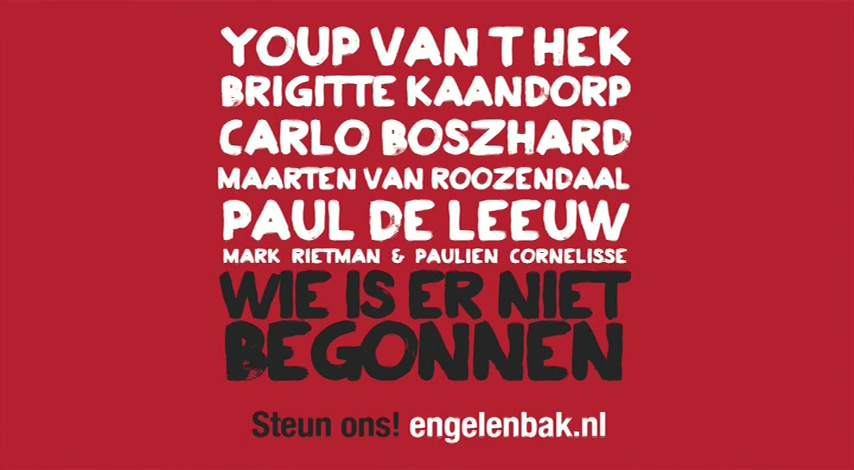 YOUP VAN T HEK
BRIGITTE KAANDORP
CARLO BOSZHARD
MAARTEN VAN ROOZENDAAL
PAUL DE LEEUW
MARK RIETMAN & PAULIEN CORNELISSE
WIE IS ER NIET
BEGONNEN
Steun ons! engelenbak.nl